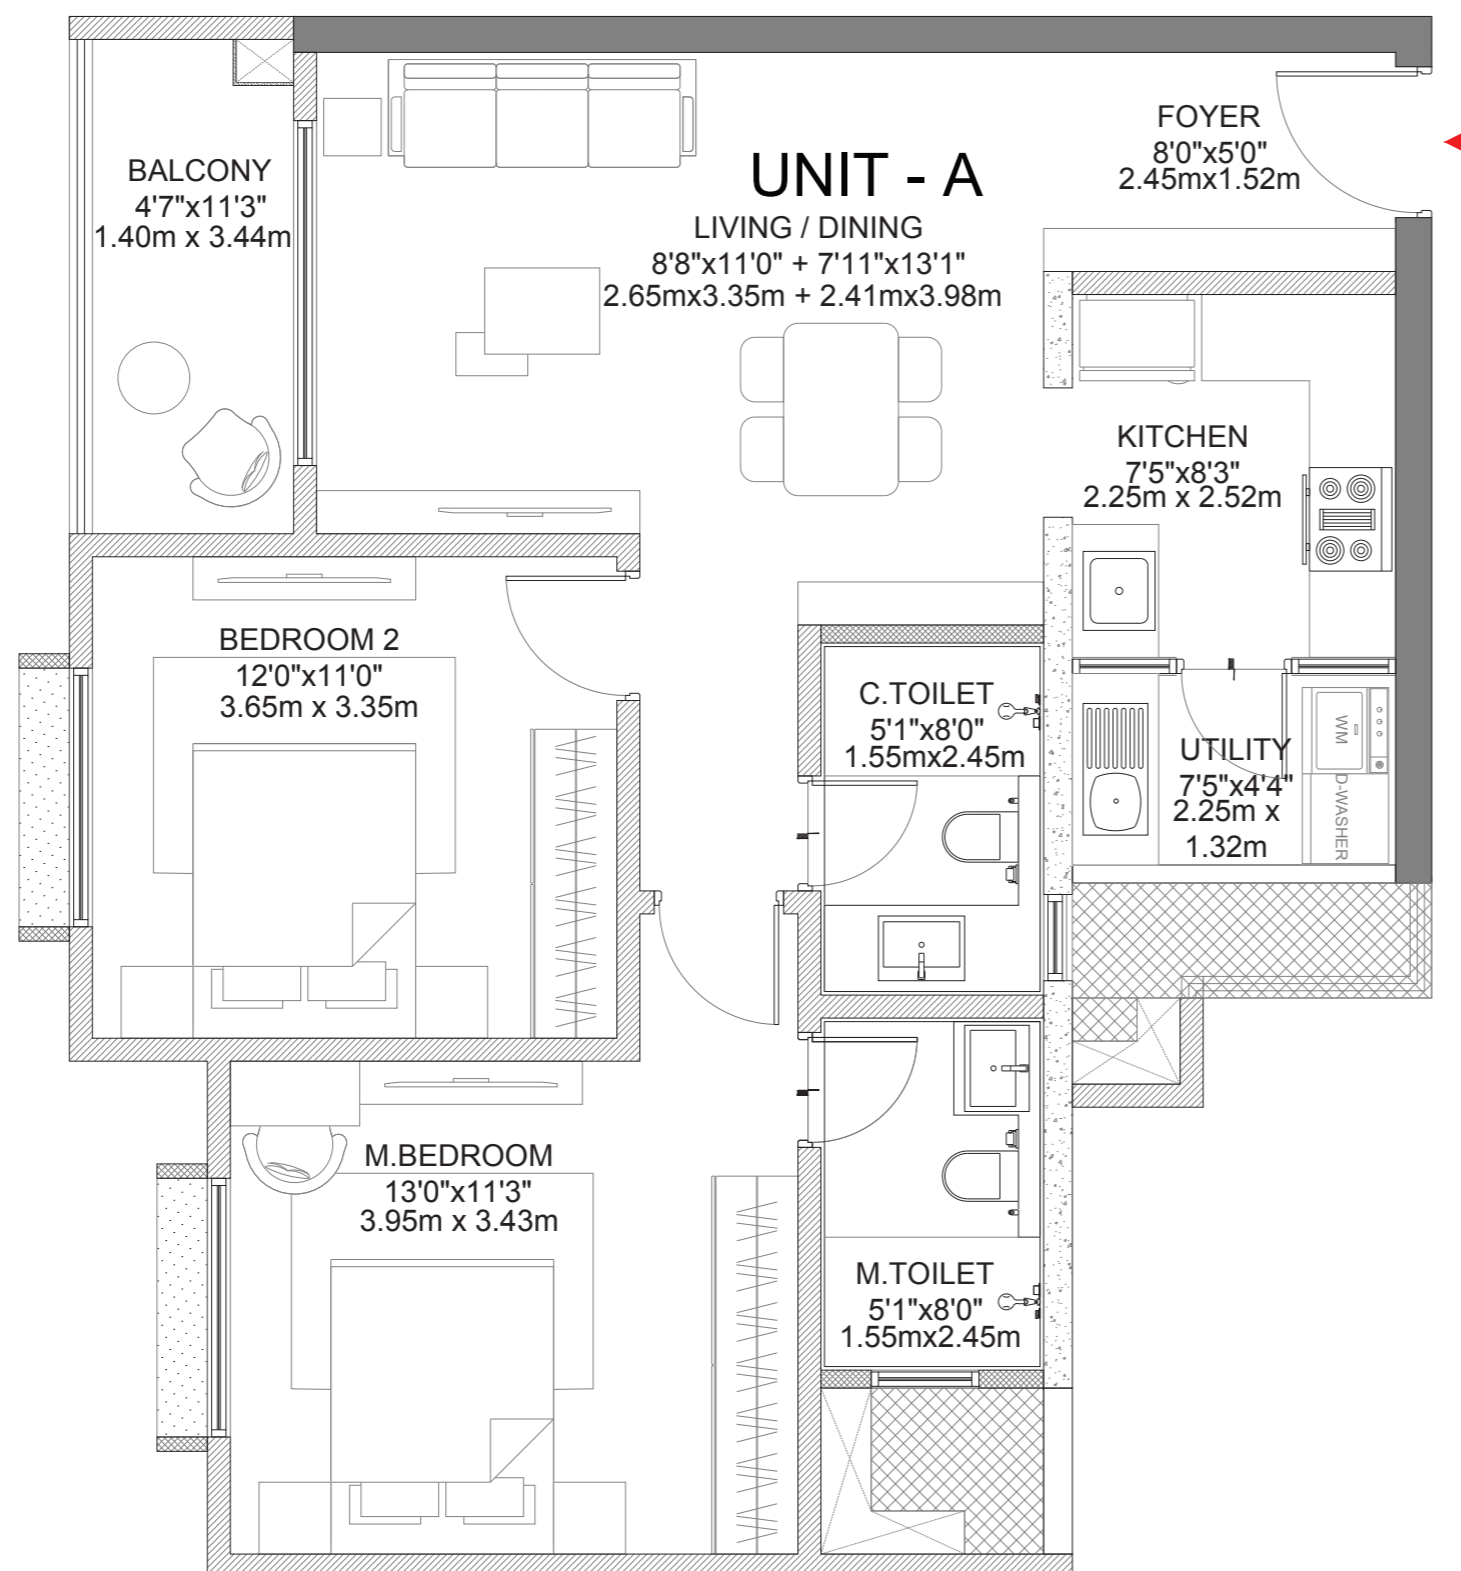 FOYER
8'0"x5'0"
2.45mx1.52m
BALCONY
4'7"x11'3"
1.40m x 3.44m
UNIT - A
LIVING / DINING
8'8"x11'0" + 7'11"x13'1"
2.65mx3.35m + 2.41mx3.98m
KITCHEN
7'5"x8'3"
2.25m x 2.52m
BEDROOM 2
12'0"x11'0"
3.65m x 3.35m
C.TOILET
5'1"x8'0"
1.55mx2.45m
UTILITY
7'5"x4'4"
2.25m x
1.32m
WM
D-WASHER
M.BEDROOM
13'0"x11'3"
3.95m x 3.43m
M.TOILET
5'1"x8'0"
1.55mx2.45m